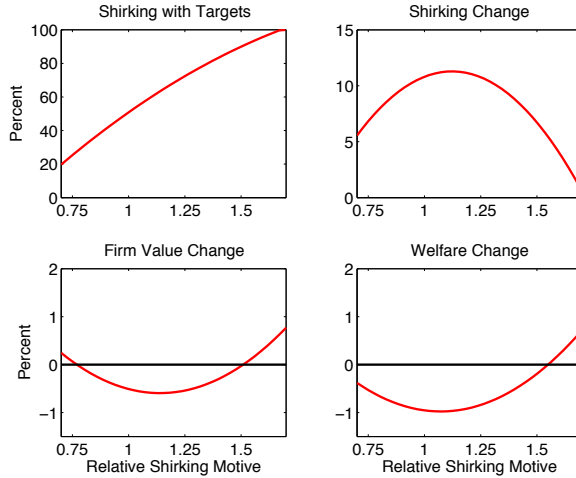 Shirking with Targets
Shirking Change
Percent
100
80
60
40
20
0
0.75 1 1.25 1.5
15
10
5
0
0.75 1 1.25 1.5
Firm Value Change
Welfare Change
Percent
2
1
0
−1
0.75 1 1.25 1.5
Relative Shirking Motive
2
1
0
−1
0.75 1 1.25 1.5
Relative Shirking Motive